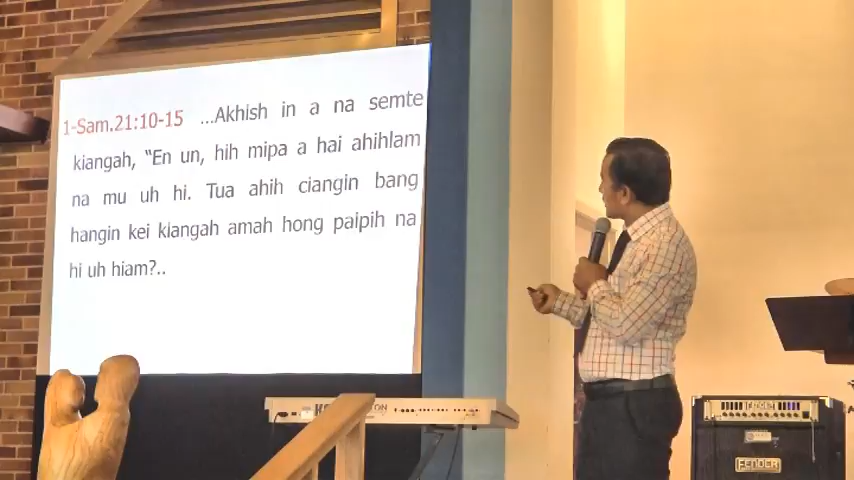 1-Sam.21:10-15 ...Akhish in a na semte
kiangah, "En un, hih mipa a hai ahihlam
na mu uh hi. Tua ahih ciangin bang
hangin kei kiangah amah hong paipih na
hi uh hiam?..
FENDER